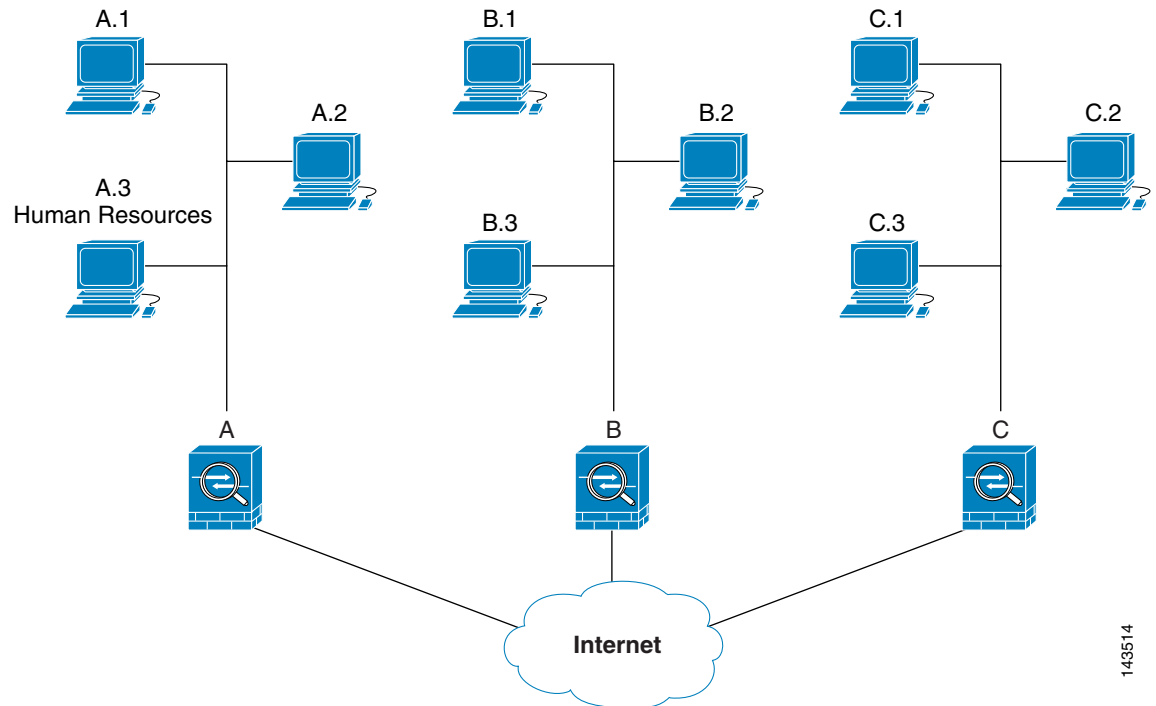 A.1
B.1
C.1
A.2
B.2
C.2
A.3
Human Resources
B.3
C.3
A
B
C
Internet
143514